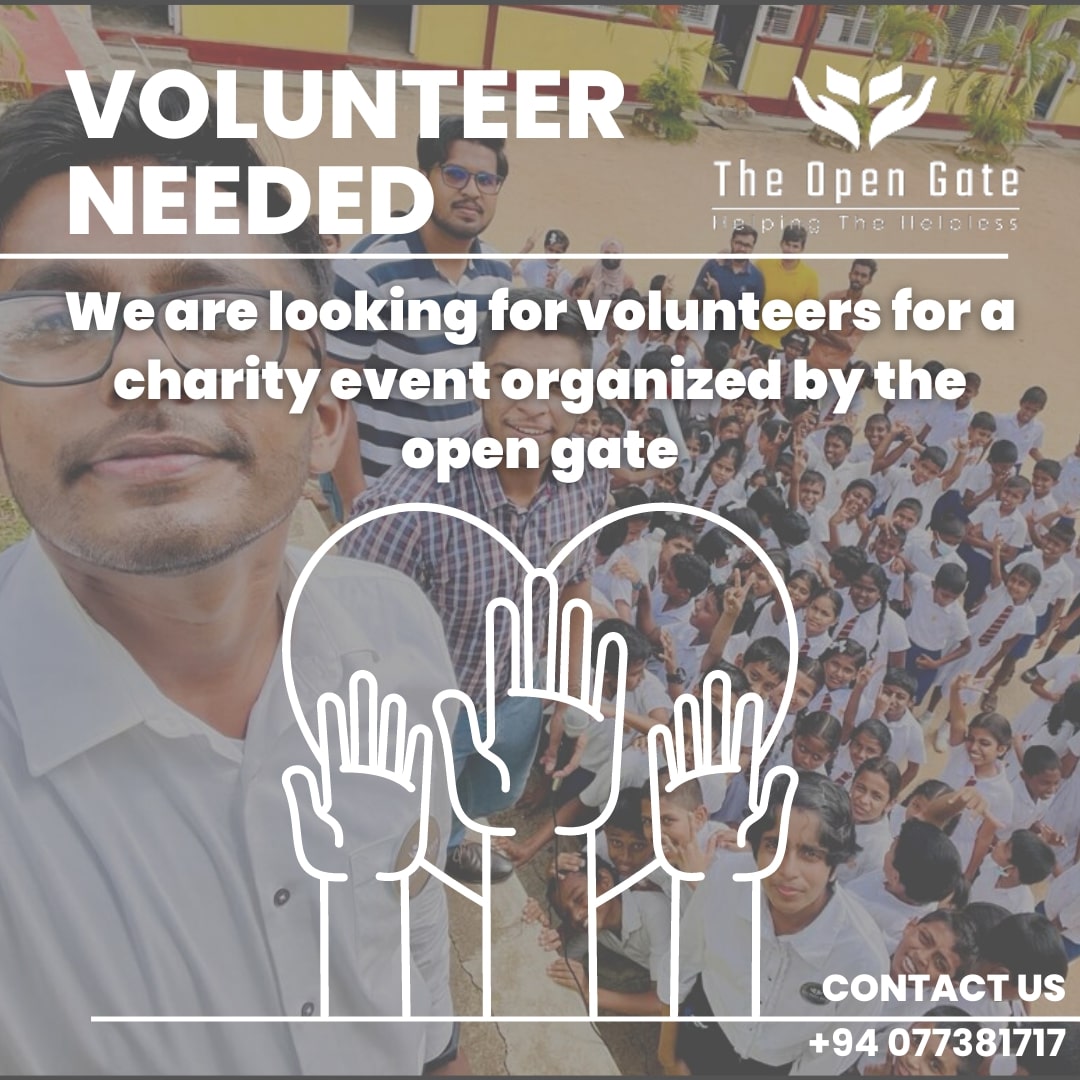 VOLUNTEER
NEEDED
The Open Gate
Helping The Helpless
We are looking for volunteers for a
charity event organized by the
open gate
CONTACT US
+94 077381717